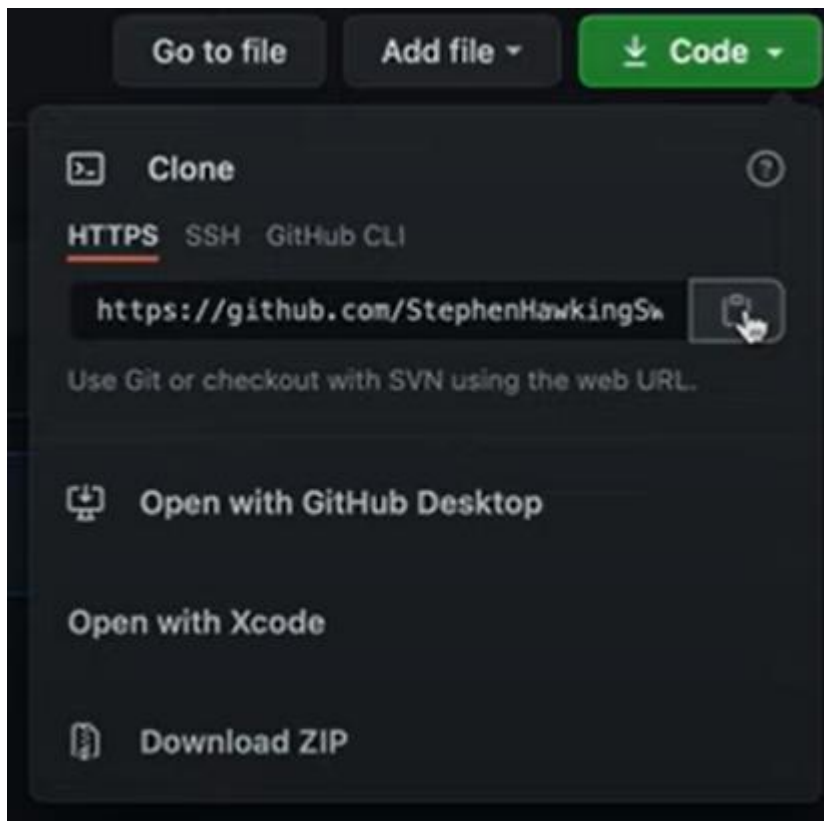 Go to file Add file Code
Clone
HTTPS SSH GitHub CLI
https://github.com/StephenHawkingSw
Use Git or checkout with SVN using the web URL.
Open with GitHub Desktop
Open with Xcode
Download ZIP